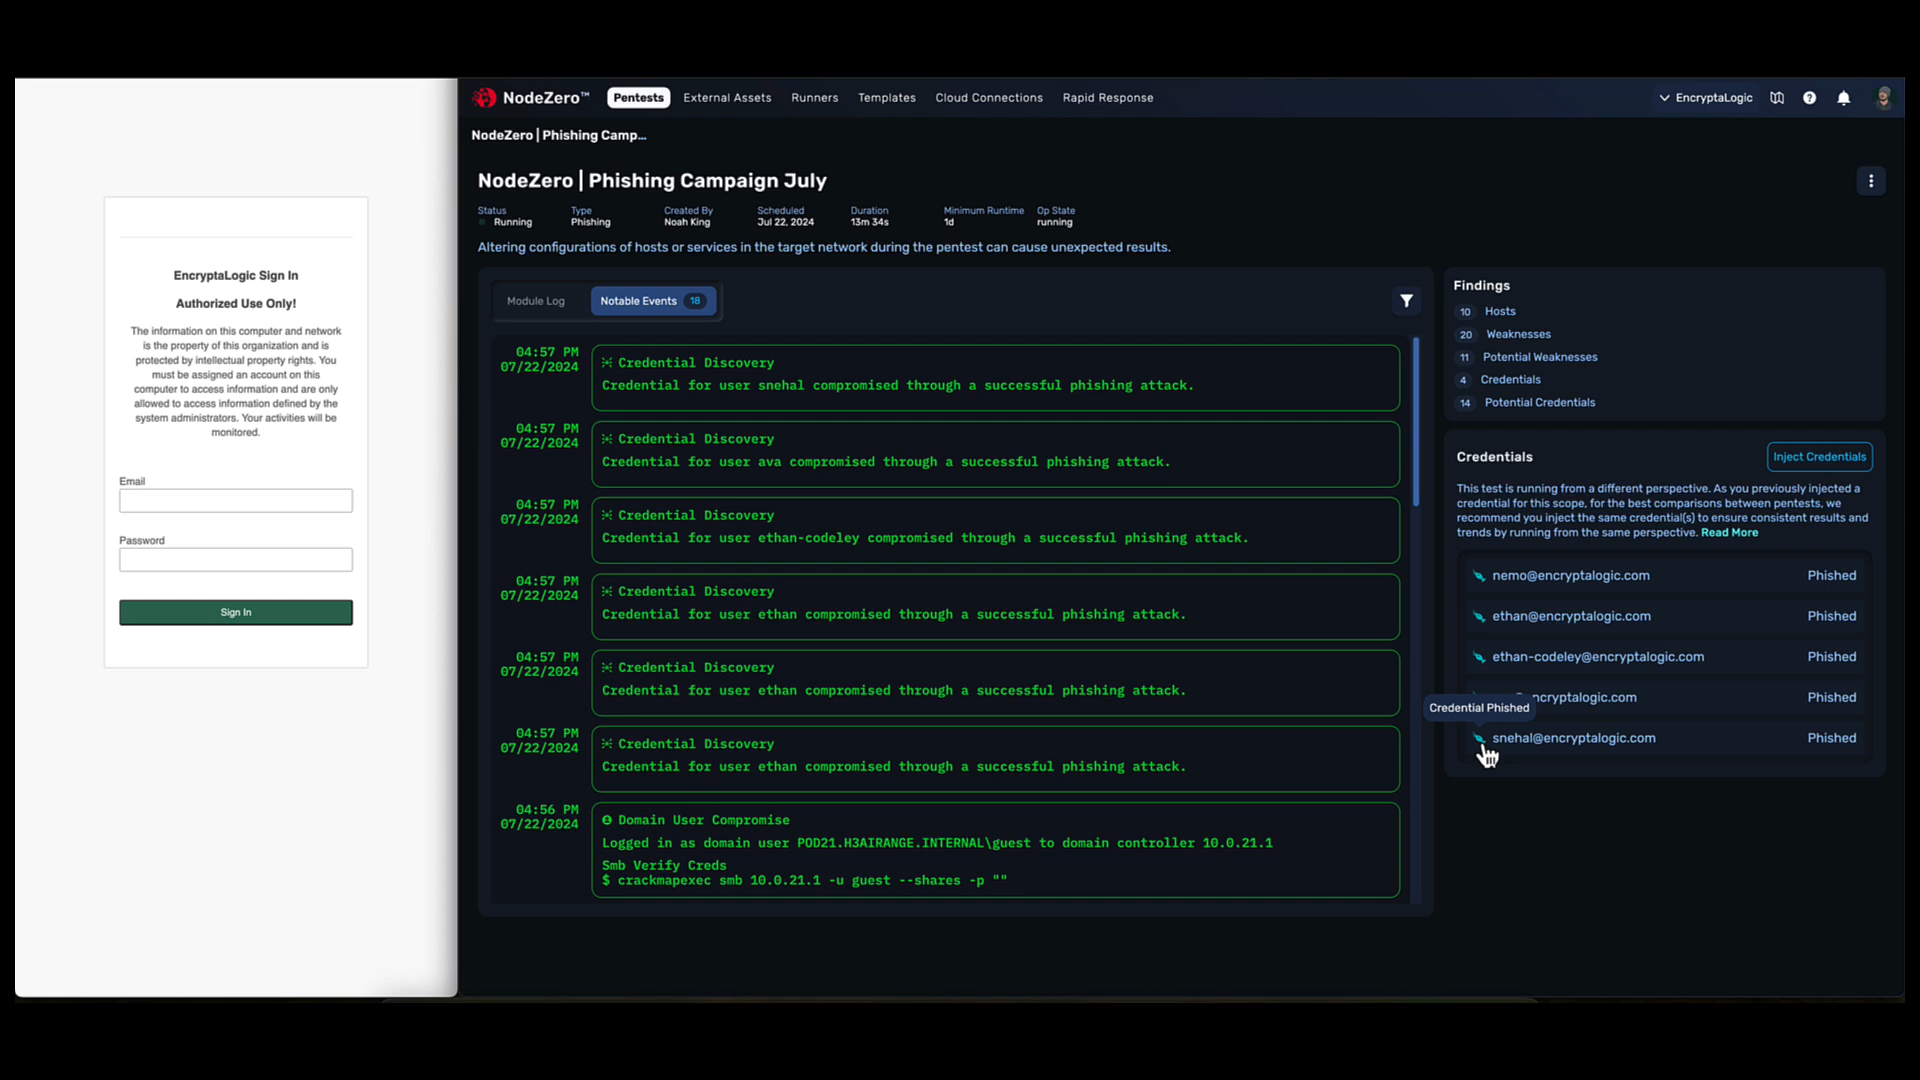 EncryptaLogic Sign In
Authorized Use Only!
The information on this computer and network
is the property of this organization and is
protected by intellectual property rights. You
must be assigned an account on this
computer to access information and are only
allowed to access information defined by the
system administrators. Your activities will be
monitored.
Email
Password
Sign In
NodeZero™
Pentests
External Assets
Runners
Templates
Cloud Connections
Rapid Response
EncryptaLogic
NodeZero | Phishing Camp...
NodeZero | Phishing Campaign July
Status
Running
Type
Phishing
Created By
Noah King
Scheduled
Jul 22, 2024
Duration
13m 34s
Minimum Runtime
1d
Op State
running
Altering configurations of hosts or services in the target network during the pentest can cause unexpected results.
Module Log
Notable Events 18
04:57 PM
07/22/2024
Credential Discovery
Credential for user snehal compromised through a successful phishing attack.
04:57 PM
07/22/2024
Credential Discovery
Credential for user ava compromised through a successful phishing attack.
04:57 PM
07/22/2024
Credential Discovery
Credential for user ethan-codeley compromised through a successful phishing attack.
04:57 PM
07/22/2024
Credential Discovery
Credential for user ethan compromised through a successful phishing attack.
04:57 PM
07/22/2024
Credential Discovery
Credential for user ethan compromised through a successful phishing attack.
04:57 PM
07/22/2024
Credential Discovery
Credential for user ethan compromised through a successful phishing attack.
04:56 PM
07/22/2024
Domain User Compromise
Logged in as domain user POD21.H3AIRANGE.INTERNAL\guest to domain controller 10.0.21.1
Smb Verify Creds
$ crackmapexec smb 10.0.21.1 -u guest --shares -p ""
Findings
10 Hosts
20 Weaknesses
11 Potential Weaknesses
4 Credentials
14 Potential Credentials
Credentials
Inject Credentials
This test is running from a different perspective. As you previously injected a
credential for this scope, for the best comparisons between pentests, we
recommend you inject the same credential(s) to ensure consistent results and
trends by running from the same perspective. Read More
nemo@encryptalogic.com Phished
ethan@encryptalogic.com Phished
ethan-codeley@encryptalogic.com Phished
ncryptalogic.com Phished
Credential Phished
snehal@encryptalogic.com Phished